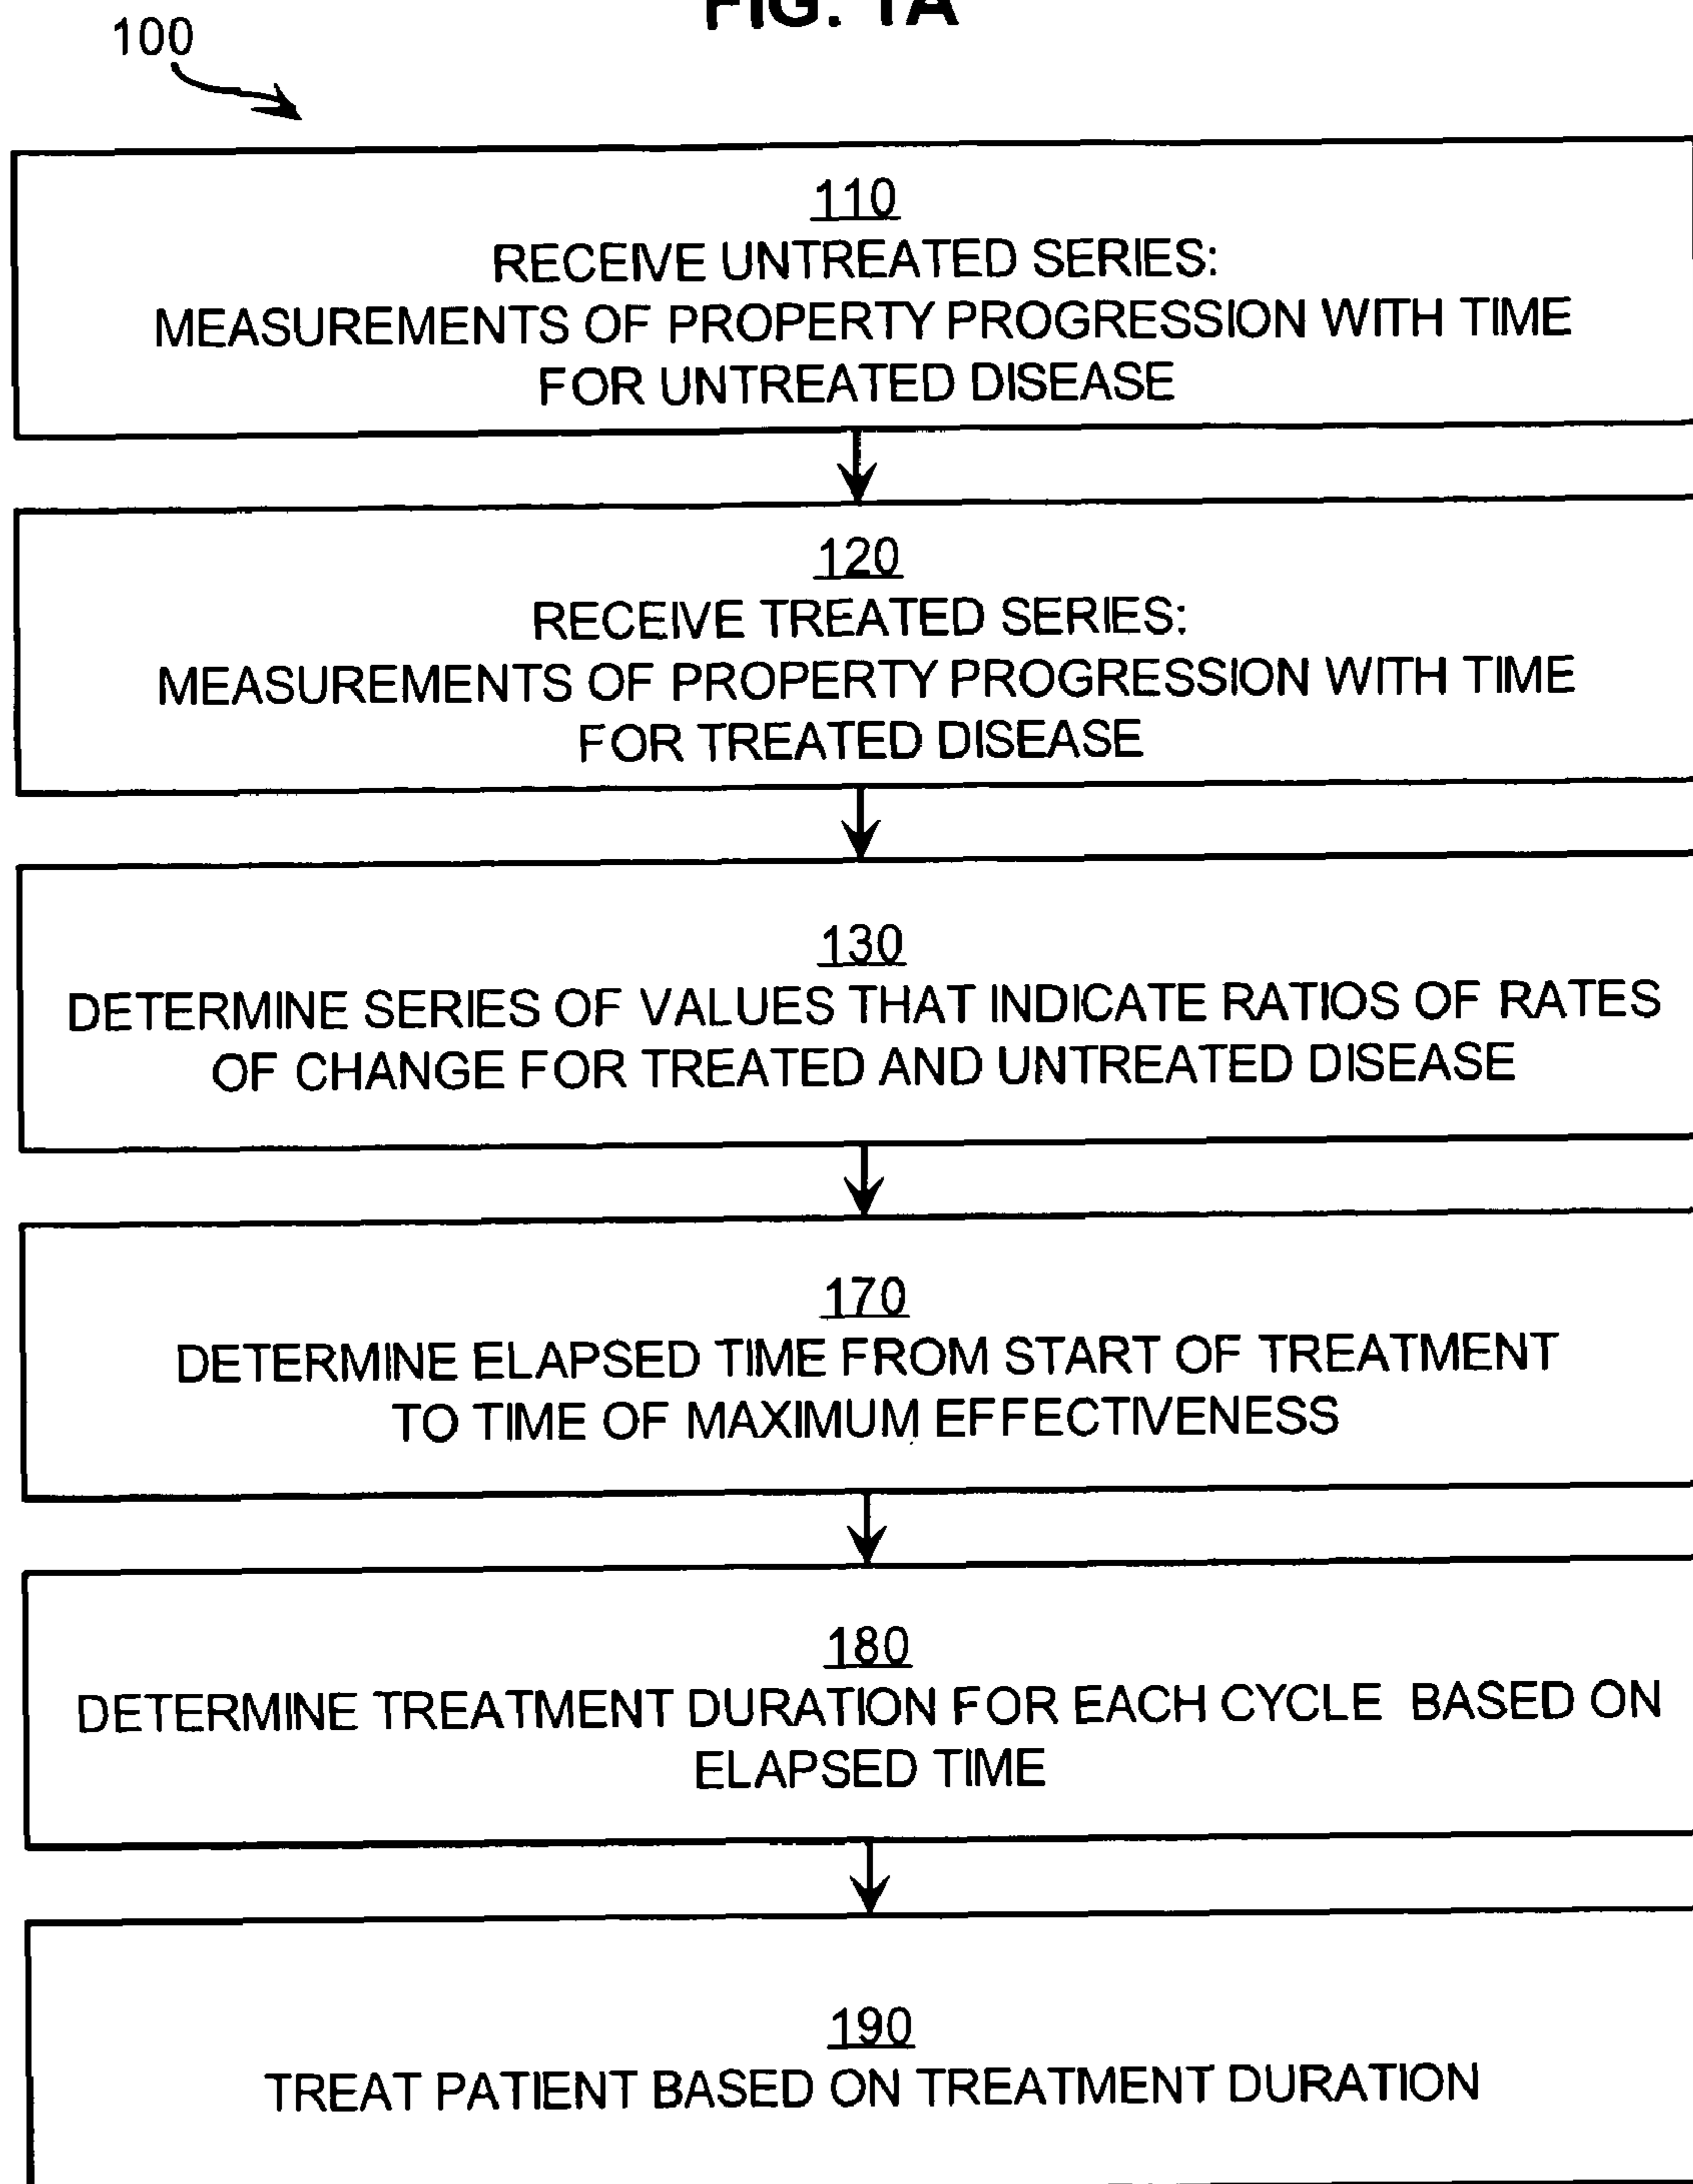 FIG. 1A
100
110
RECEIVE UNTREATED SERIES:
MEASUREMENTS OF PROPERTY PROGRESSION WITH TIME
FOR UNTREATED DISEASE
120
RECEIVE TREATED SERIES:
MEASUREMENTS OF PROPERTY PROGRESSION WITH TIME
FOR TREATED DISEASE
130
DETERMINE SERIES OF VALUES THAT INDICATE RATIOS OF RATES
OF CHANGE FOR TREATED AND UNTREATED DISEASE
170
DETERMINE ELAPSED TIME FROM START OF TREATMENT
TO TIME OF MAXIMUM EFFECTIVENESS
180
DETERMINE TREATMENT DURATION FOR EACH CYCLE BASED ON
ELAPSED TIME
190
TREAT PATIENT BASED ON TREATMENT DURATION